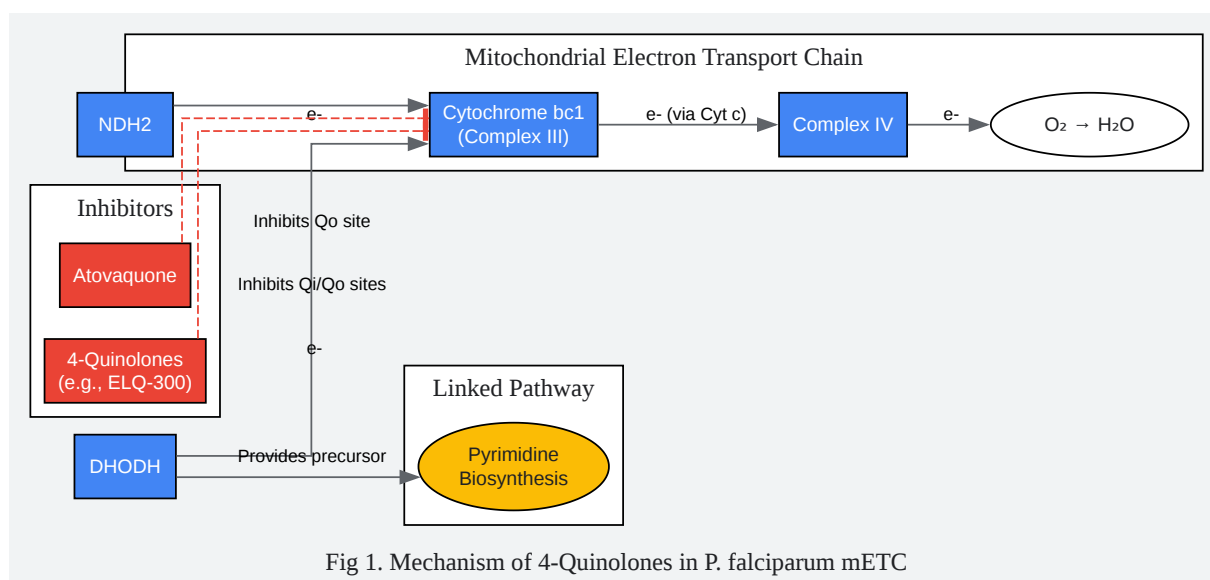 Mitochondrial Electron Transport Chain
NDH2
e-
Cytochrome bc1
(Complex III)
e- (via Cyt c)
Complex IV
e-
O₂ → H₂O
Inhibitors
Inhibits Qo site
Atovaquone
Inhibits Qi/Qo sites
4-Quinolones
(e.g., ELQ-300)
e-
Linked Pathway
DHODH
Provides precursor
Pyrimidine
Biosynthesis
Fig 1. Mechanism of 4-Quinolones in P. falciparum mETC